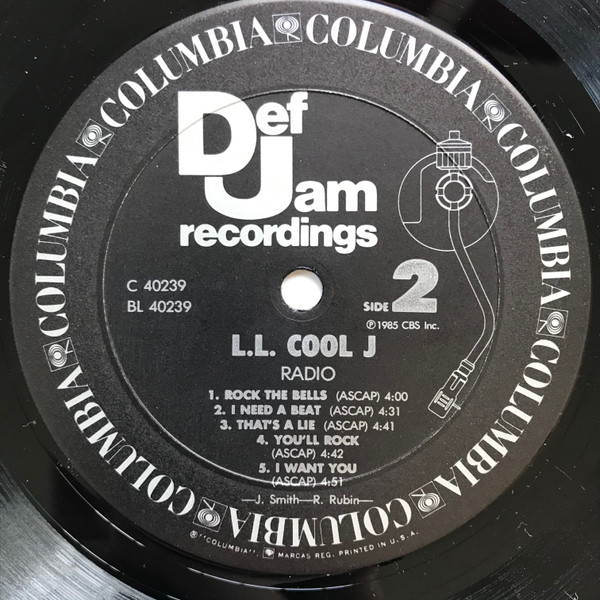 COLUMBIA COLUMBIA COLUMBIA COLUMBIA COLUMBIA COLUMBIA COLUMBIA COLUMBIA COLUMBIA
Def
Jam
recordings
C 40239
BL 40239
SIDE 2
Ⓟ1985 CBS Inc.
L.L. COOL J
RADIO
1. ROCK THE BELLS (ASCAP) 4:00
2. I NEED A BEAT (ASCAP) 4:31
3. THAT'S A LIE (ASCAP) 4:41
4. YOU'LL ROCK
(ASCAP) 4:42
5. I WANT YOU
(ASCAP) 4:51
—J. Smith—R. Rubin—
® "COLUMBIA", MARCAS REG. PRINTED IN U.S.A.